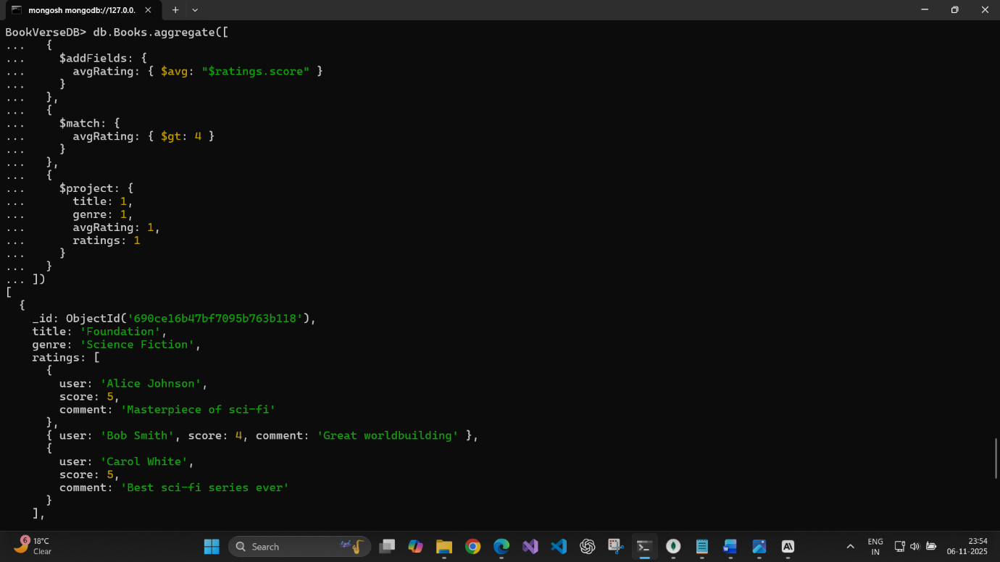 mongosh mongodb://127.0.0.
BookVerseDB> db.Books.aggregate([
...   {
...     $addFields: {
...       avgRating: { $avg: "$ratings.score" }
...     }
...   },
...   {
...     $match: {
...       avgRating: { $gt: 4 }
...     }
...   },
...   {
...     $project: {
...       title: 1,
...       genre: 1,
...       avgRating: 1,
...       ratings: 1
...     }
...   }
... ])
[
  {
    _id: ObjectId('690ce16b47bf7095b763b118'),
    title: 'Foundation',
    genre: 'Science Fiction',
    ratings: [
      {
        user: 'Alice Johnson',
        score: 5,
        comment: 'Masterpiece of sci-fi'
      },
      { user: 'Bob Smith', score: 4, comment: 'Great worldbuilding' },
      {
        user: 'Carol White',
        score: 5,
        comment: 'Best sci-fi series ever'
      }
    ],
6
18°C
Clear
Search
ENG
IN
23:54
06-11-2025